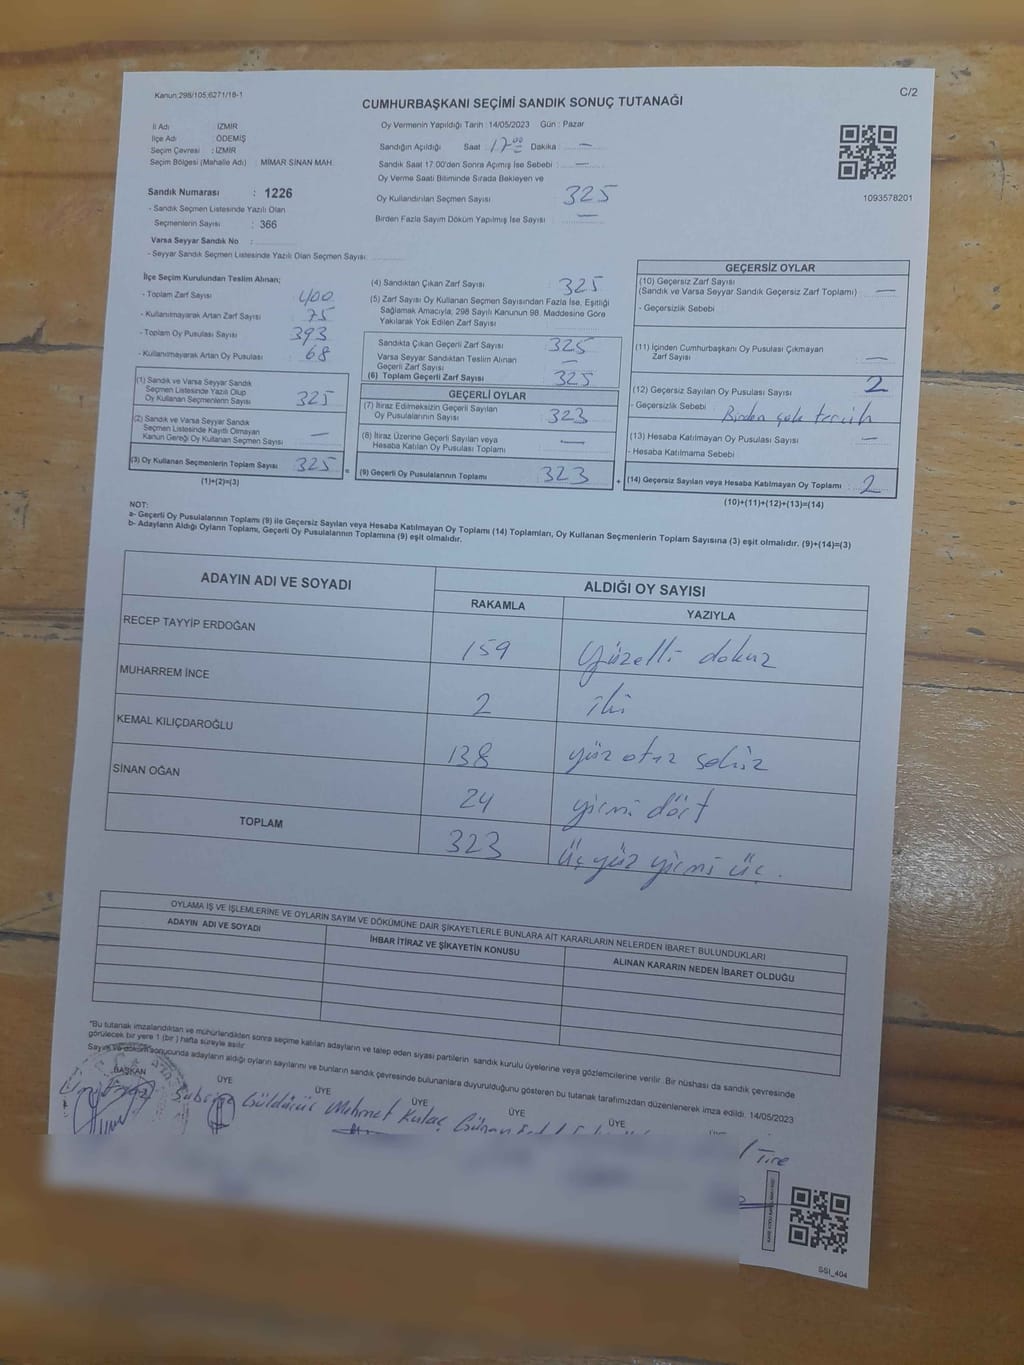 Kanun:298/105;6271/18-1
C/2
CUMHURBAŞKANI SEÇİMİ SANDIK SONUÇ TUTANAĞI
İl Adı : İZMİR
İlçe Adı : ÖDEMİŞ
Seçim Çevresi : İZMİR
Seçim Bölgesi (Mahalle Adı) : MİMAR SİNAN MAH.
Sandık Numarası : 1226
- Sandık Seçmen Listesinde Yazılı Olan
Seçmenlerin Sayısı : 366
Varsa Seyyar Sandık No :
- Seyyar Sandık Seçmen Listesinde Yazılı Olan Seçmen Sayısı
Oy Vermenin Yapıldığı Tarih : 14/05/2023 Gün : Pazar
Sandığın Açıldığı Saat 17 00 Dakika : —
Sandık Saat 17.00'den Sonra Açımış İse Sebebi : —
Oy Verme Saati Bitiminde Sırada Bekleyen ve
Oy Kullandırılan Seçmen Sayısı 325
Birden Fazla Sayım Döküm Yapılmış İse Sayısı —
1093578201
İlçe Seçim Kurulundan Teslim Alınan;
- Toplam Zarf Sayısı 400
- Kullanılmayarak Artan Zarf Sayısı 75
- Toplam Oy Pusulası Sayısı 393
- Kullanılmayarak Artan Oy Pusulası 68
(1) Sandık ve Varsa Seyyar Sandık
Seçmen Listesinde Yazılı Olup
Oy Kullanan Seçmenlerin Sayısı 325
(2) Sandık ve Varsa Seyyar Sandık
Seçmen Listesinde Kayıtlı Olmayan
Kanun Gereği Oy Kullanan Seçmen Sayısı —
(3) Oy Kullanan Seçmenlerin Toplam Sayısı 325 =
(1)+(2)=(3)
(4) Sandıktan Çıkan Zarf Sayısı 325
(5) Zarf Sayısı Oy Kullanan Seçmen Sayısından Fazla İse, Eşitliği
Sağlamak Amacıyla, 298 Sayılı Kanunun 98. Maddesine Göre
Yakılarak Yok Edilen Zarf Sayısı
Sandıkta Çıkan Geçerli Zarf Sayısı 325
Varsa Seyyar Sandıktan Teslim Alınan
Geçerli Zarf Sayısı —
(6) Toplam Geçerli Zarf Sayısı 325
GEÇERLİ OYLAR
(7) İtiraz Edilmeksizin Geçerli Sayılan
Oy Pusulalarının Sayısı 323
(8) İtiraz Üzerine Geçerli Sayılan veya
Hesaba Katılan Oy Pusulası Toplamı —
(9) Geçerli Oy Pusulalarının Toplamı 323 +
GEÇERSİZ OYLAR
(10) Geçersiz Zarf Sayısı
(Sandık ve Varsa Seyyar Sandık Geçersiz Zarf Toplamı) —
- Geçersizlik Sebebi
(11) İçinden Cumhurbaşkanı Oy Pusulası Çıkmayan
Zarf Sayısı —
(12) Geçersiz Sayılan Oy Pusulası Sayısı 2
- Geçersizlik Sebebi Birden çok tercih
(13) Hesaba Katılmayan Oy Pusulası Sayısı —
- Hesaba Katılmama Sebebi
(14) Geçersiz Sayılan veya Hesaba Katılmayan Oy Toplamı : 2
(10)+(11)+(12)+(13)=(14)
NOT:
a- Geçerli Oy Pusulalarının Toplamı (9) ile Geçersiz Sayılan veya Hesaba Katılmayan Oy Toplamı (14) Toplamları, Oy Kullanan Seçmenlerin Toplam Sayısına (3) eşit olmalıdır. (9)+(14)=(3)
b- Adayların Aldığı Oyların Toplamı, Geçerli Oy Pusulalarının Toplamına (9) eşit olmalıdır.
ADAYIN ADI VE SOYADI
ALDIĞI OY SAYISI
RAKAMLA YAZIYLA
RECEP TAYYİP ERDOĞAN 159 Yüzelli dokuz
MUHARREM İNCE 2 iki
KEMAL KILIÇDAROĞLU 138 yüz otuz sekiz
SİNAN OĞAN 24 yirmi dört
TOPLAM 323 Üç yüz yirmi üç.
OYLAMA İŞ VE İŞLEMLERİNE VE OYLARIN SAYIM VE DÖKÜMÜNE DAİR ŞİKAYETLERLE BUNLARA AİT KARARLARIN NELERDEN İBARET BULUNDUKLARI
ADAYIN ADI VE SOYADI İHBAR İTİRAZ VE ŞİKAYETİN KONUSU ALINAN KARARIN NEDEN İBARET OLDUĞU
"Bu tutanak imzalandıktan ve mühürlendikten sonra seçime katılan adayların ve talep eden siyasi partilerin sandık kurulu üyelerine veya gözlemcilerine verilir. Bir nüshası da sandık çevresinde
görülecek bir yere 1 (bir) hafta süreyle asılır
Sayım ve döküm sonucunda adayların aldığı oyların sayılarını ve bunların sandık çevresinde bulunanlara duyurulduğunu gösteren bu tutanak tarafımızdan düzenlenerek imza edildi. 14/05/2023
BAŞKAN ÜYE ÜYE ÜYE ÜYE ÜYE
Güldücü Mehmet Kulaç
Tire
SSI_404